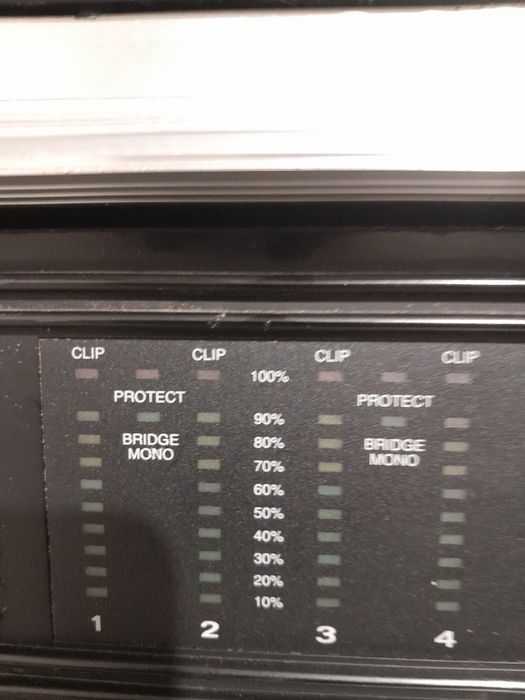 CLIP CLIP CLIP CLIP
100%
PROTECT PROTECT
90%
BRIDGE MONO 80% BRIDGE MONO
70%
60%
50%
40%
30%
20%
10%
1 2 3 4